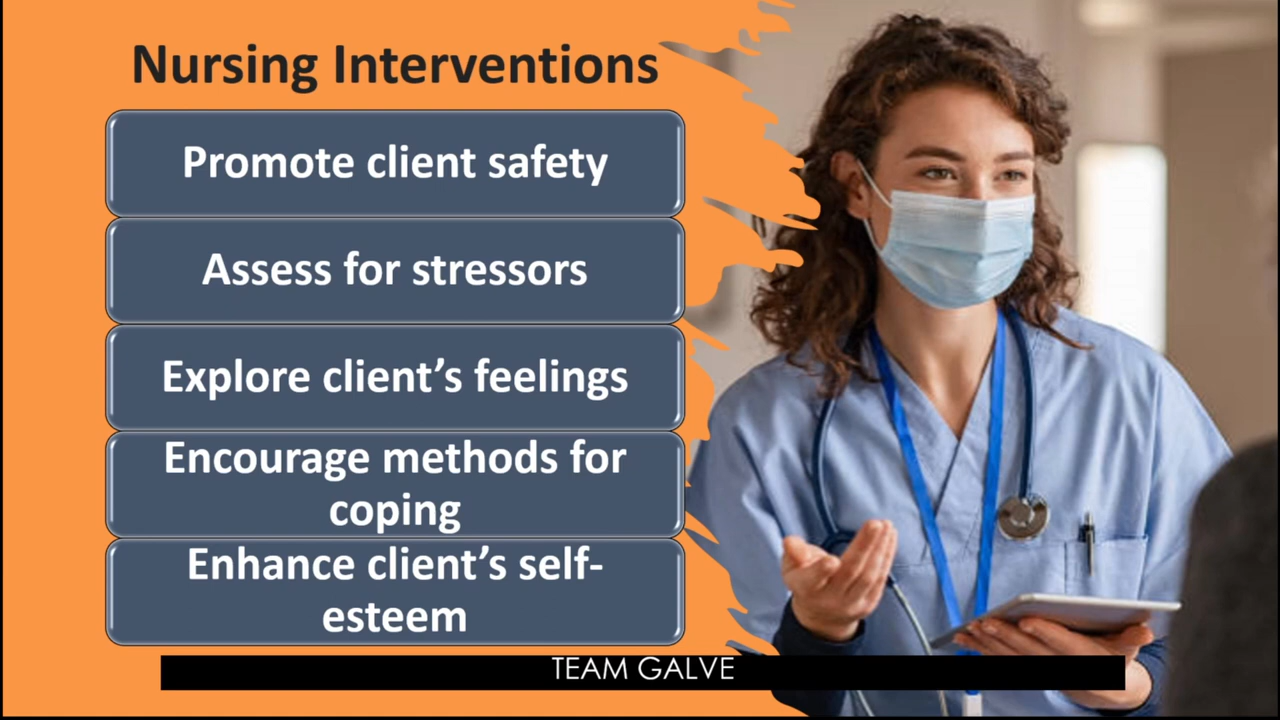 Nursing Interventions
Promote client safety
Assess for stressors
Explore client’s feelings
Encourage methods for
coping
Enhance client’s self-
esteem
TEAM GALVE